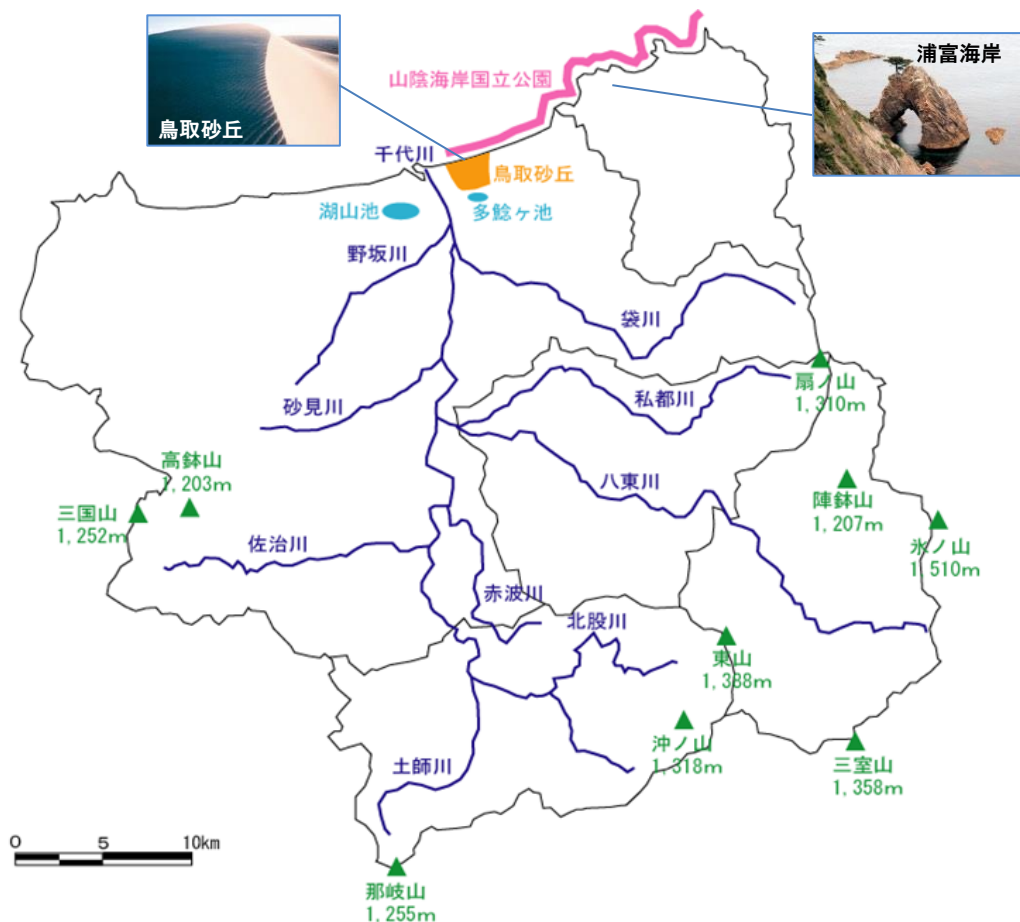 浦富海岸
山陰海岸国立公園
鳥取砂丘
千代川
鳥取砂丘
湖山池
多鯰ヶ池
野坂川
袋川
扇ノ山
1,310m
私都川
砂見川
高鉢山
1,203m
八東川
陣鉢山
1,207m
三国山
1,252m
氷ノ山
1,510m
佐治川
赤波川
北股川
東山
1,388m
沖ノ山
1,318m
土師川
三室山
1,358m
0 5 10km
那岐山
1,255m